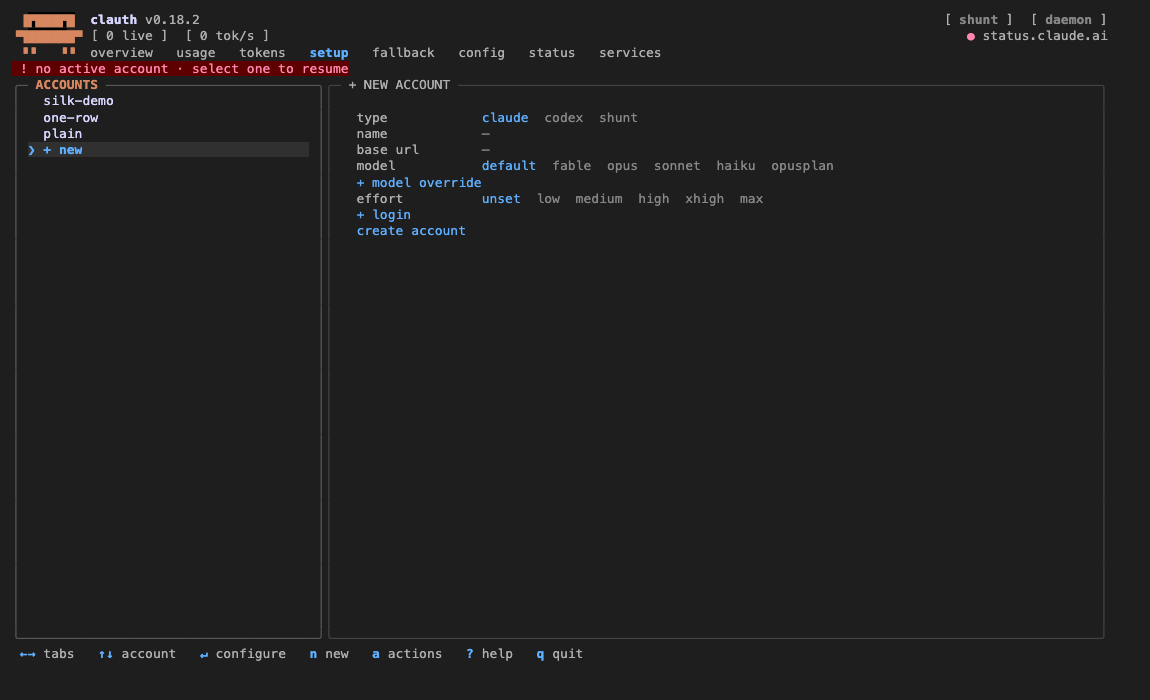 clauth v0.18.2 [ shunt ] [ daemon ]
[ 0 live ] [ 0 tok/s ] ● status.claude.ai
overview usage tokens setup fallback config status services
! no active account · select one to resume
ACCOUNTS
silk-demo
one-row
plain
❯ + new
+ NEW ACCOUNT
type claude codex shunt
name —
base url —
model default fable opus sonnet haiku opusplan
+ model override
effort unset low medium high xhigh max
+ login
create account
←→ tabs ↑↓ account ↵ configure n new a actions ? help q quit